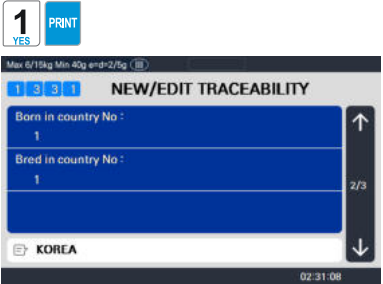 1
YES
PRINT
Max 6/15kg Min 40g e=d=2/5g
1 3 3 1 NEW/EDIT TRACEABILITY
Born in country No :
1
Bred in country No :
1
2/3
KOREA
02:31:08